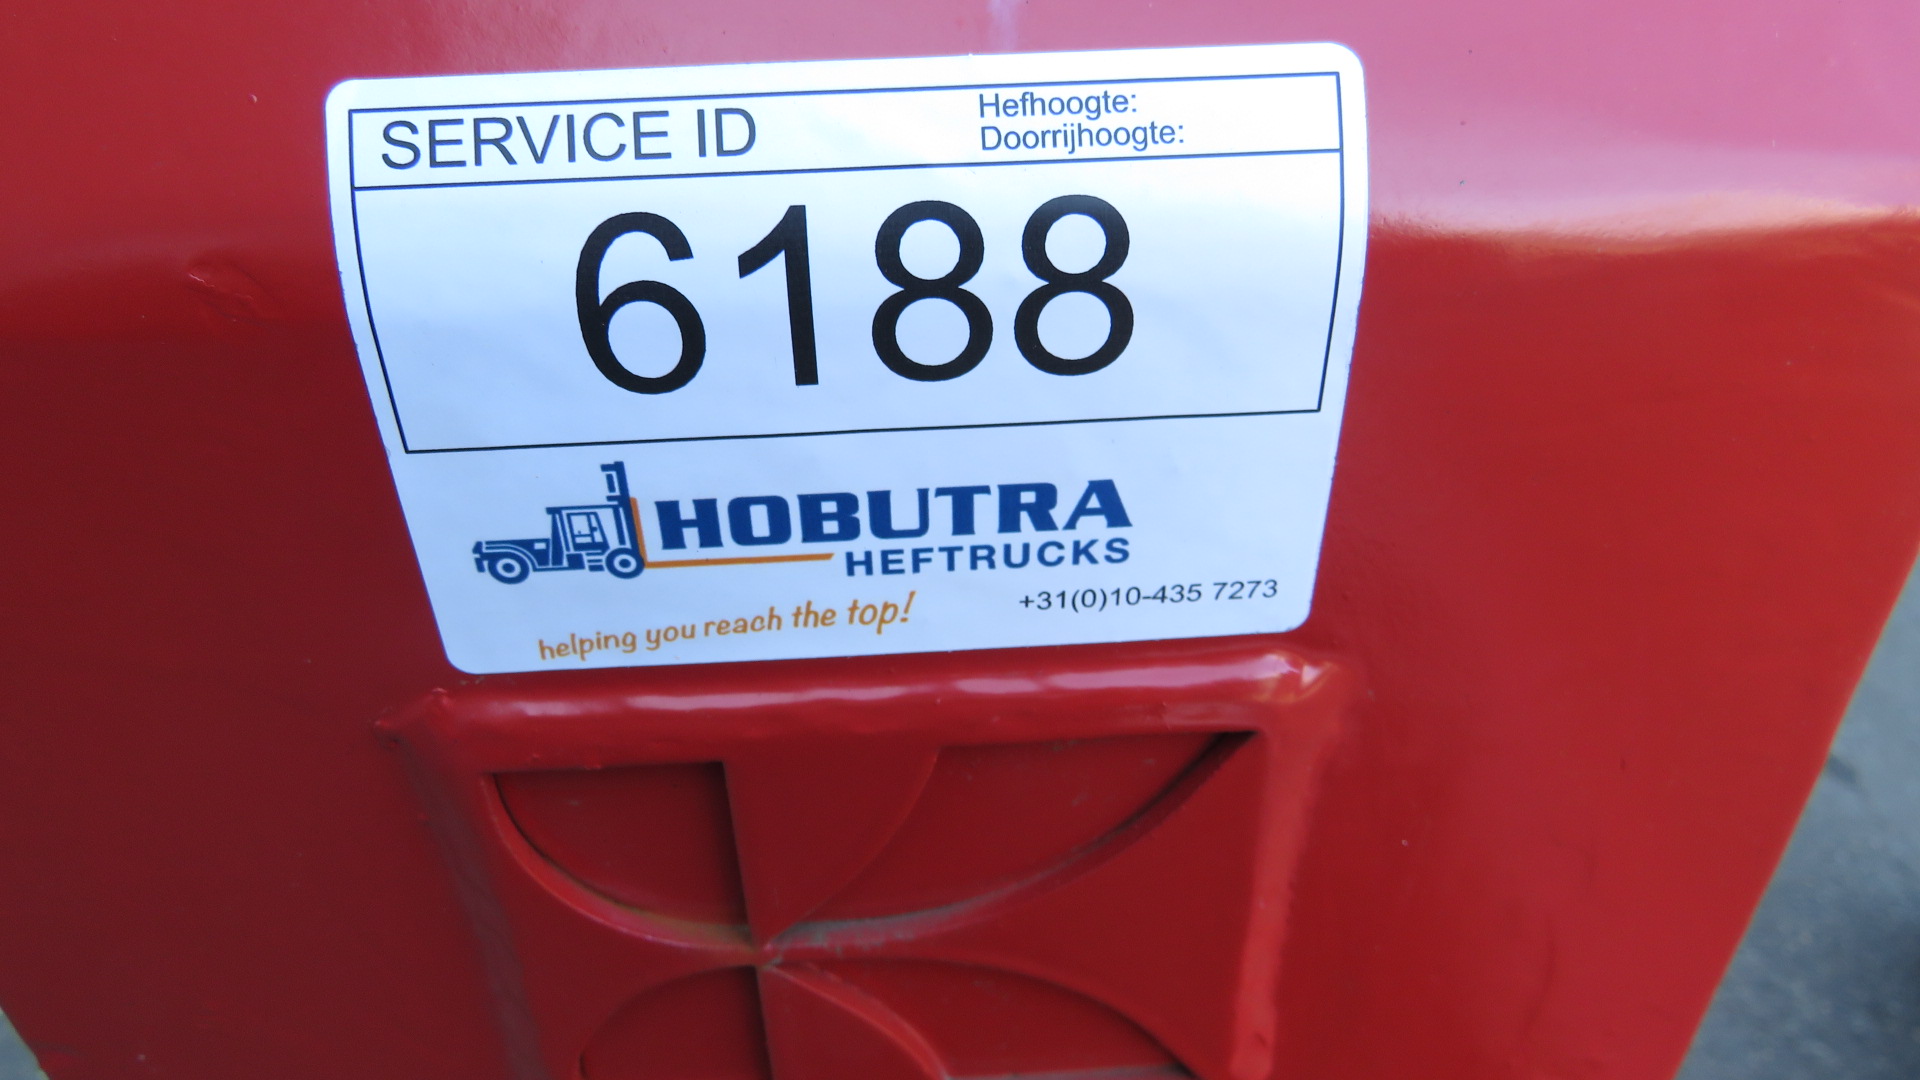 SERVICE ID
Hefhoogte:
Doorrijhoogte:
6188
HOBUTRA
HEFTRUCKS
helping you reach the top!
+31(0)10-435 7273